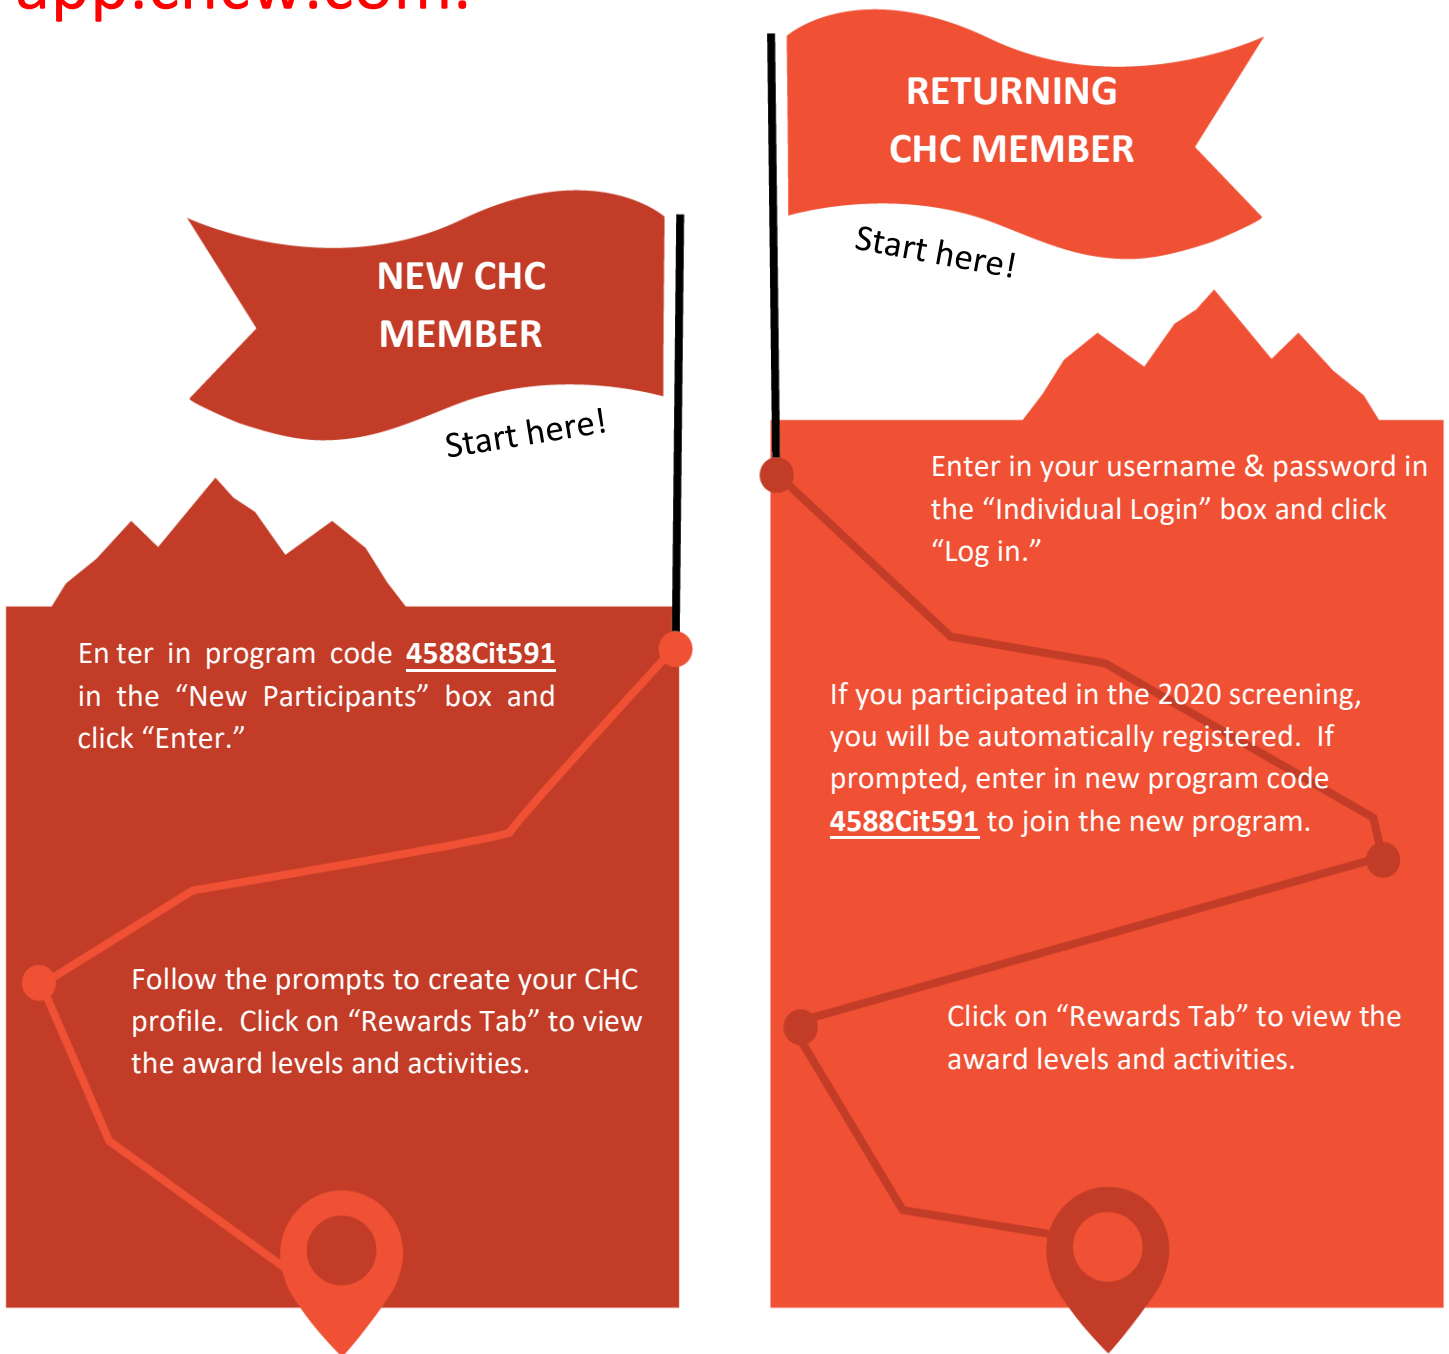 app.chcw.com.
NEW CHC
MEMBER
Start here!
En ter in program code 4588Cit591
in the “New Participants” box and
click “Enter.”
Follow the prompts to create your CHC
profile. Click on “Rewards Tab” to view
the award levels and activities.
RETURNING
CHC MEMBER
Start here!
Enter in your username & password in
the “Individual Login” box and click
“Log in.”
If you participated in the 2020 screening,
you will be automatically registered. If
prompted, enter in new program code
4588Cit591 to join the new program.
Click on “Rewards Tab” to view the
award levels and activities.